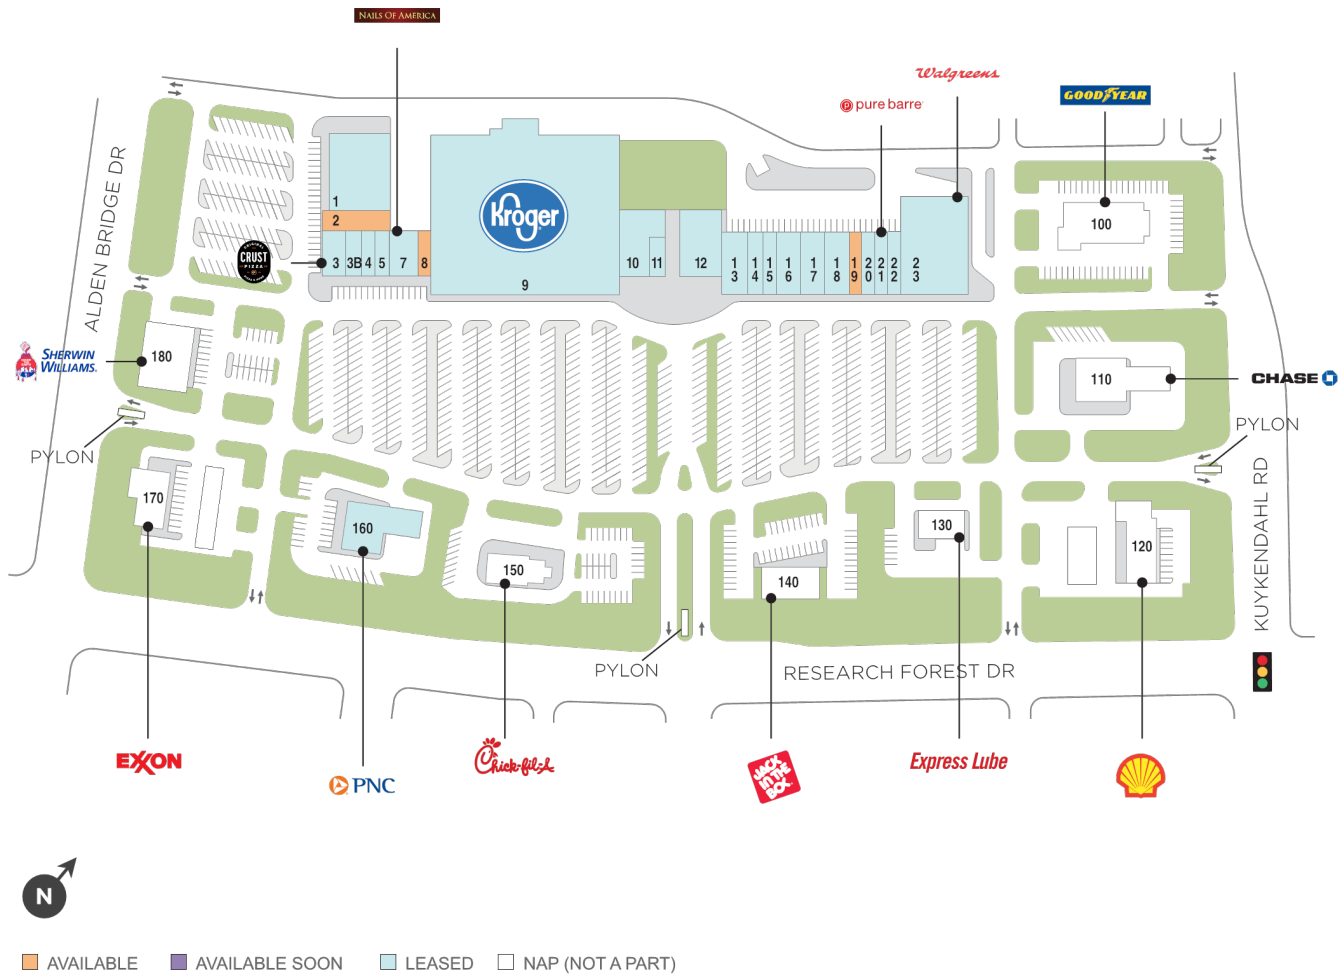 NAILS OF AMERICA
Walgreens
pure barre
GOODYEAR
ALDEN BRIDGE DR
1
2
3
3B
4
5
7
8
Kroger
9
10
11
12
13
14
15
16
17
18
19
20
21
22
23
100
CRUST
PIZZA
SHERWIN
WILLIAMS.
180
110
CHASE
PYLON
PYLON
KUYKENDAHL RD
170
160
150
140
130
120
PYLON
RESEARCH FOREST DR
EXXON
PNC
Chick-fil-A
JACK
IN THE
BOX
Express Lube
N
AVAILABLE
AVAILABLE SOON
LEASED
NAP (NOT A PART)